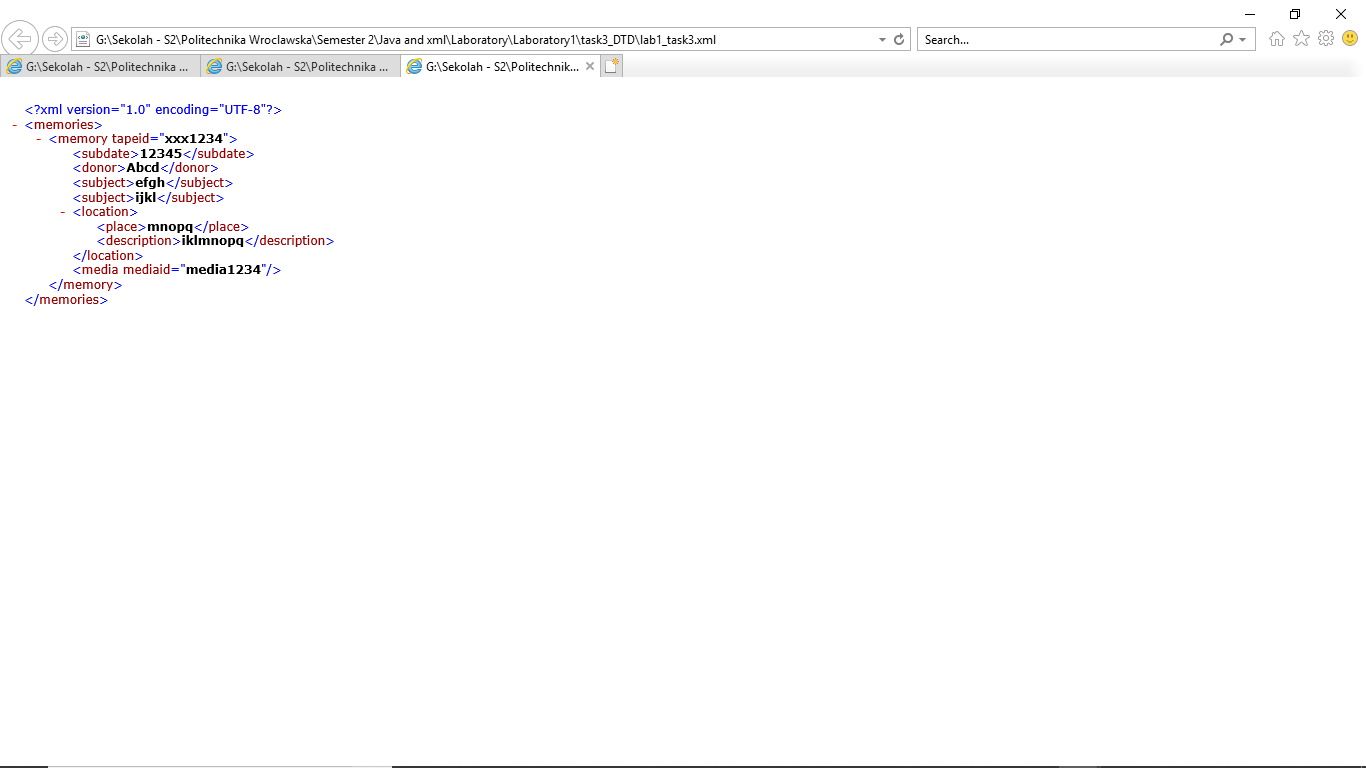 G:\Sekolah - S2\Politechnika Wroclawska\Semester 2\Java and xml\Laboratory\Laboratory1\task3_DTD\lab1_task3.xml
Search...
G:\Sekolah - S2\Politechnika ...
G:\Sekolah - S2\Politechnika ...
G:\Sekolah - S2\Politechnik...
<?xml version="1.0" encoding="UTF-8"?>
- <memories>
- <memory tapeid="xxx1234">
<subdate>12345</subdate>
<donor>Abcd</donor>
<subject>efgh</subject>
<subject>ijkl</subject>
- <location>
<place>mnopq</place>
<description>iklmnopq</description>
</location>
<media mediaid="media1234"/>
</memory>
</memories>